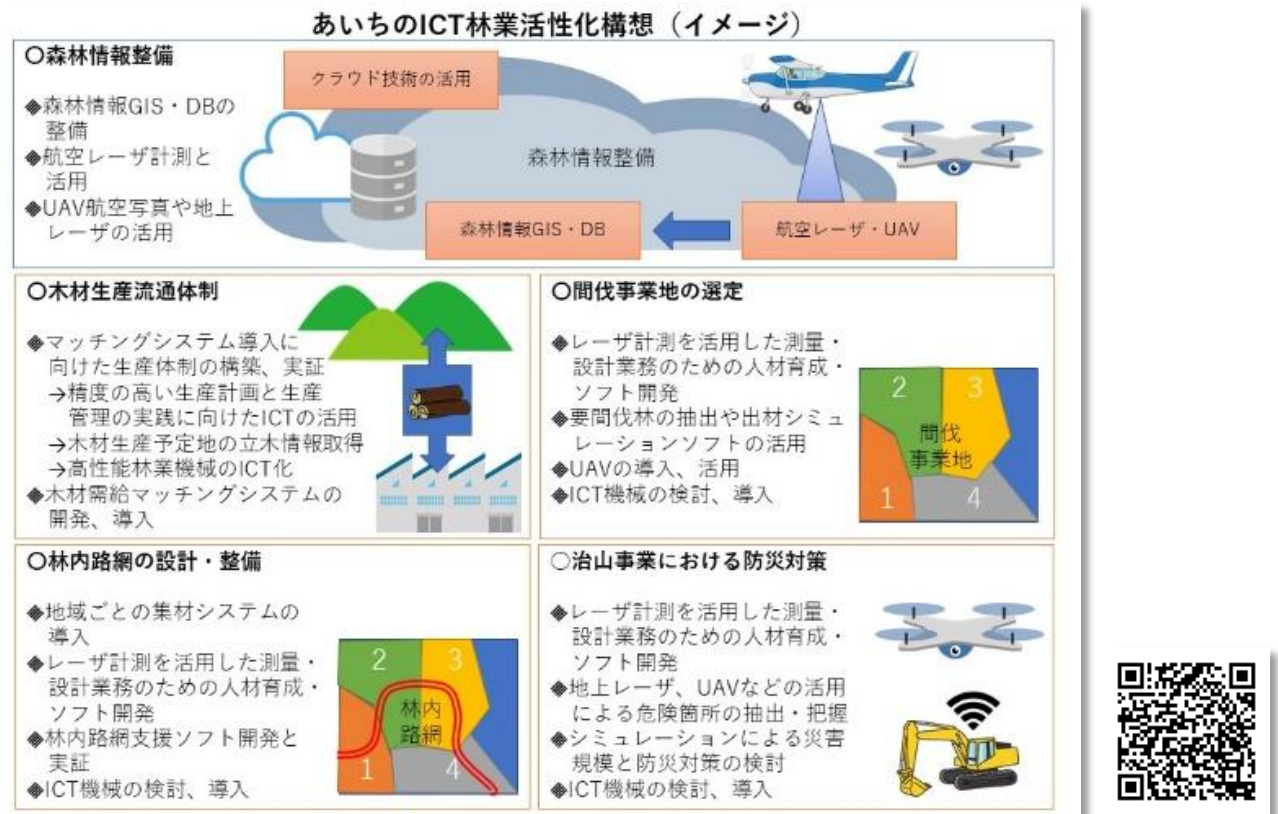 あいちのICT林業活性化構想（イメージ）
〇森林情報整備
◆森林情報GIS・DBの
整備
◆航空レーザ計測と
活用
◆UAV航空写真や地上
レーザの活用
クラウド技術の活用
森林情報整備
森林情報GIS・DB
航空レーザ・UAV
〇木材生産流通体制
◆マッチングシステム導入に
向けた生産体制の構築、実証
→精度の高い生産計画と生産
管理の実践に向けたICTの活用
→木材生産予定地の立木情報取得
→高性能林業機械のICT化
◆木材需給マッチングシステムの
開発、導入
〇間伐事業地の選定
◆レーザ計測を活用した測量・
設計業務のための人材育成・
ソフト開発
◆要間伐林の抽出や出材シミュ
レーションソフトの活用
◆UAVの導入、活用
◆ICT機械の検討、導入
2
3
間伐
事業地
1
4
〇林内路網の設計・整備
◆地域ごとの集材システムの
導入
◆レーザ計測を活用した測量・
設計業務のための人材育成・
ソフト開発
◆林内路網支援ソフト開発と
実証
◆ICT機械の検討、導入
2
3
林内
路網
1
4
〇治山事業における防災対策
◆レーザ計測を活用した測量・
設計業務のための人材育成・
ソフト開発
◆地上レーザ、UAVなどの活用
による危険箇所の抽出・把握
◆シミュレーションによる災害
規模と防災対策の検討
◆ICT機械の検討、導入